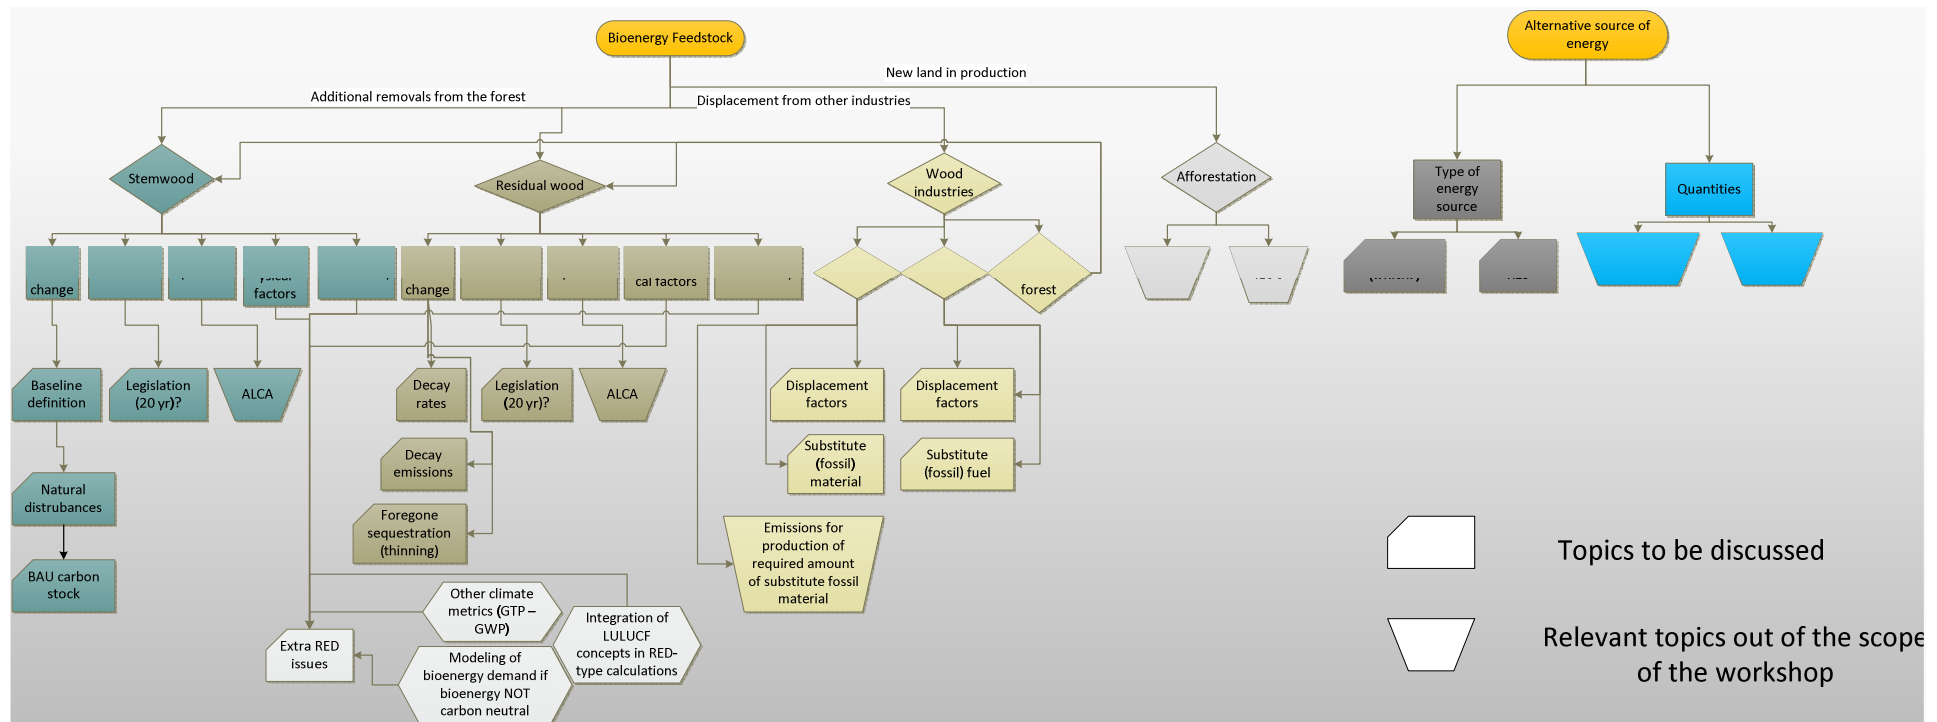 Bioenergy Feedstock
Alternative source of
energy
New land in production
Additional removals from the forest
Displacement from other industries
Stemwood
Residual wood
Wood
industries
Afforestation
Type of
energy
source
Quantities
change
factors
change
cal factors
forest
Baseline
definition
Legislation
(20 yr)?
ALCA
Decay
rates
Legislation
(20 yr)?
ALCA
Displacement
factors
Displacement
factors
Decay
emissions
Substitute
(fossil)
material
Substitute
(fossil) fuel
Natural
distrubances
Foregone
sequestration
(thinning)
Emissions for
production of
required amount
of substitute fossil
material
BAU carbon
stock
Other climate
metrics (GTP –
GWP)
Integration of
LULUCF
concepts in RED-
type calculations
Extra RED
issues
Modeling of
bioenergy demand if
bioenergy NOT
carbon neutral
Topics to be discussed
Relevant topics out of the scope
of the workshop